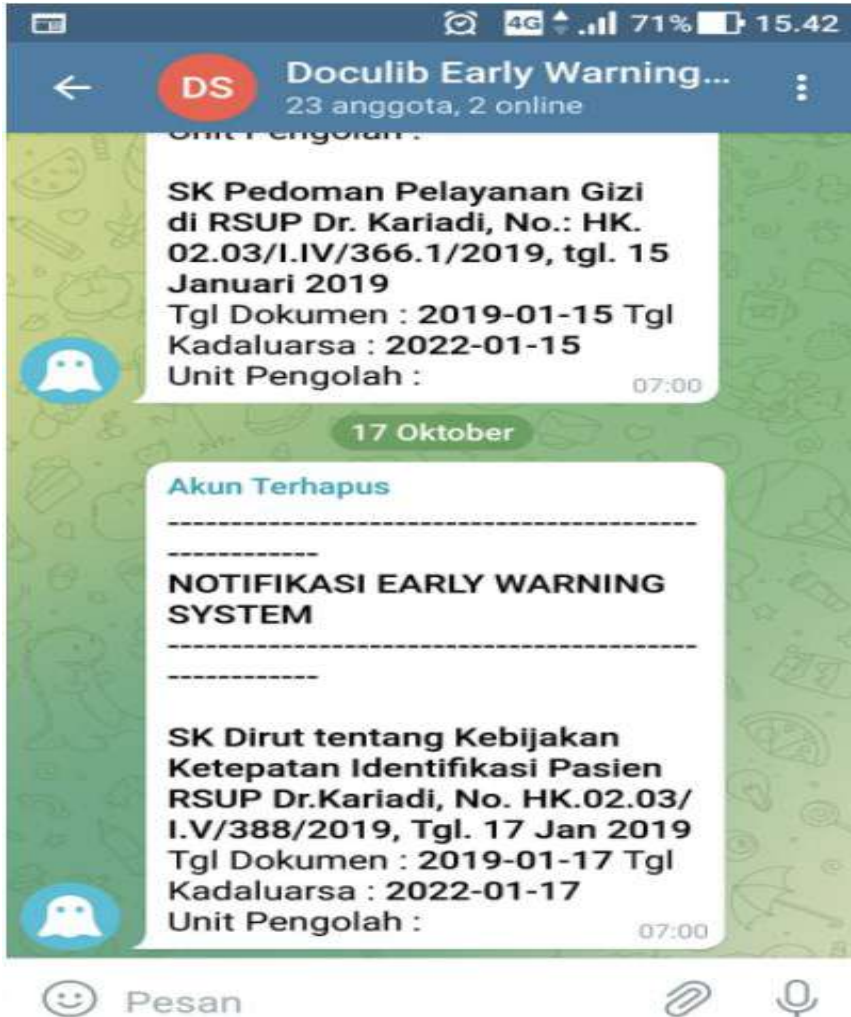 4G 71% 15.42
DS
Doculib Early Warning...
23 anggota, 2 online
Unit Pengolah :
SK Pedoman Pelayanan Gizi
di RSUP Dr. Kariadi, No.: HK.
02.03/I.IV/366.1/2019, tgl. 15
Januari 2019
Tgl Dokumen : 2019-01-15 Tgl
Kadaluarsa : 2022-01-15
Unit Pengolah :
07:00
17 Oktober
Akun Terhapus
------------------------------------------
------------
NOTIFIKASI EARLY WARNING
SYSTEM
------------------------------------------
------------
SK Dirut tentang Kebijakan
Ketepatan Identifikasi Pasien
RSUP Dr.Kariadi, No. HK.02.03/
I.V/388/2019, Tgl. 17 Jan 2019
Tgl Dokumen : 2019-01-17 Tgl
Kadaluarsa : 2022-01-17
Unit Pengolah :
07:00
Pesan